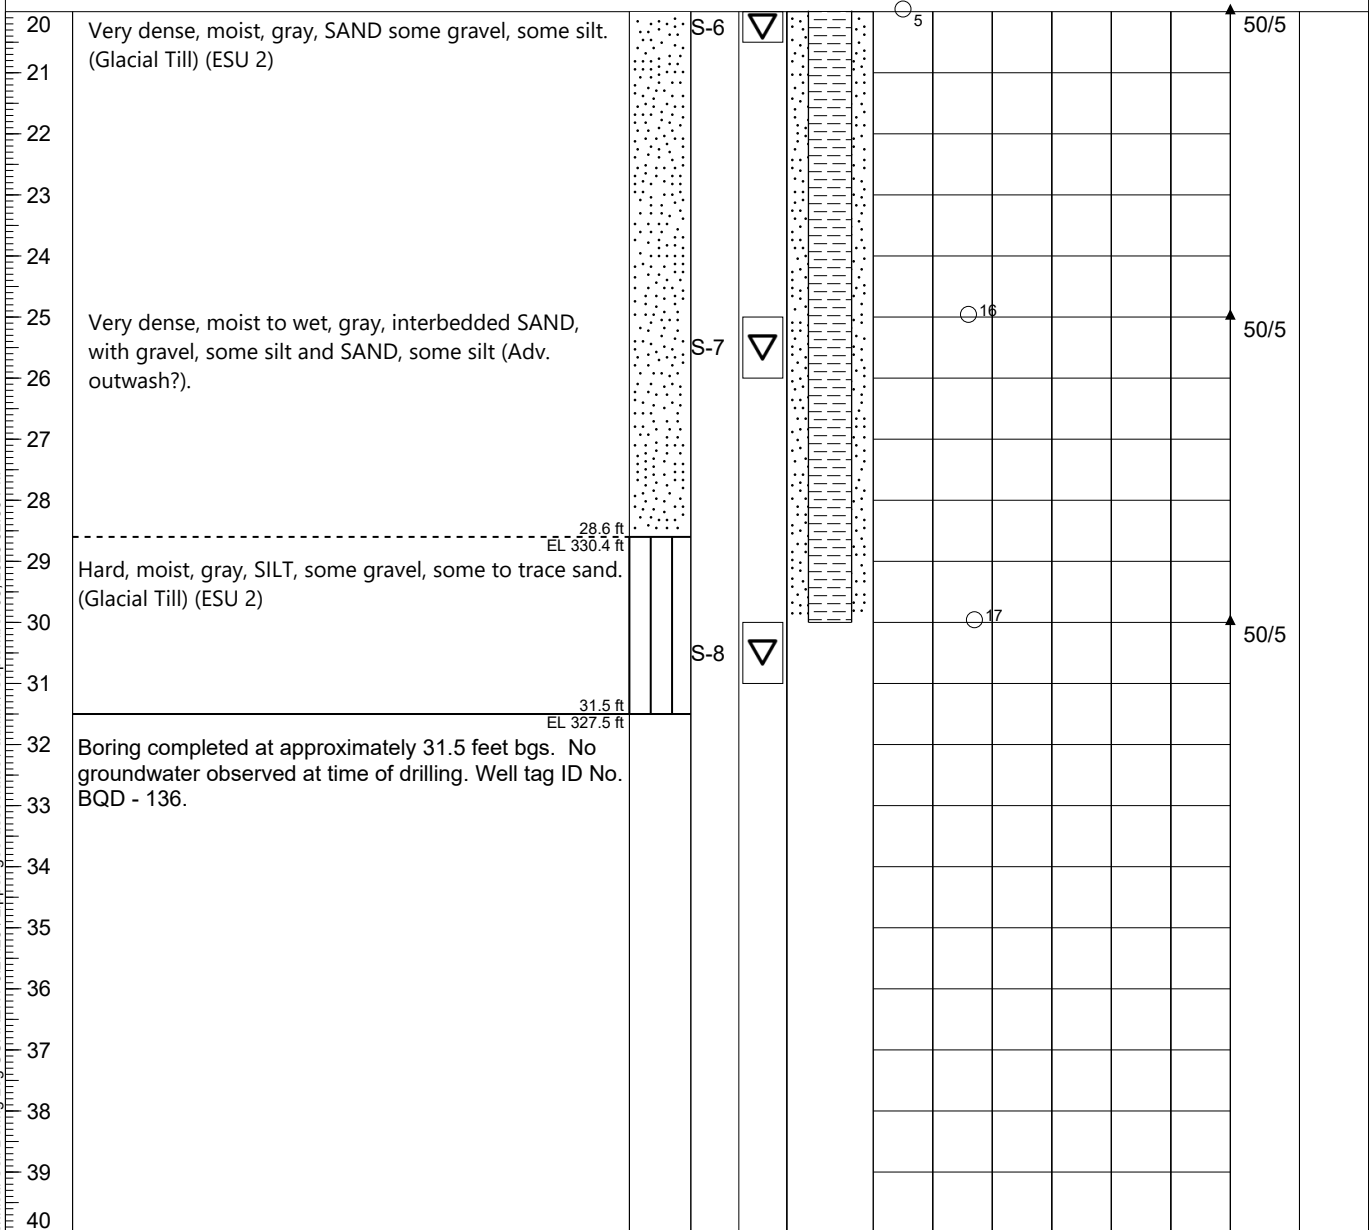 20
Very dense, moist, gray, SAND some gravel, some silt.
(Glacial Till) (ESU 2)
S-6
5
50/5
21
22
23
24
25
Very dense, moist to wet, gray, interbedded SAND,
with gravel, some silt and SAND, some silt (Adv.
outwash?).
S-7
16
50/5
26
27
28
28.6 ft
EL 330.4 ft
29
Hard, moist, gray, SILT, some gravel, some to trace sand.
(Glacial Till) (ESU 2)
30
S-8
17
50/5
31
31.5 ft
EL 327.5 ft
32
Boring completed at approximately 31.5 feet bgs. No
groundwater observed at time of drilling. Well tag ID No.
BQD - 136.
33
34
35
36
37
38
39
40